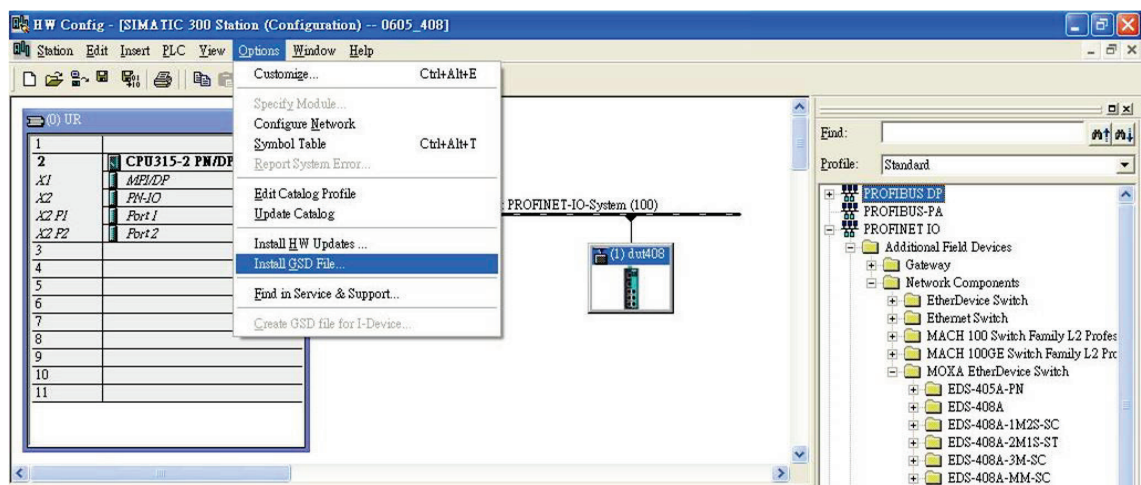 HW Config - [SIMATIC 300 Station (Configuration) -- 0605_408]
Station Edit Insert PLC View Options Window Help
Customize... Ctrl+Alt+E
Specify Module...
Configure Network
Symbol Table Ctrl+Alt+T
Report System Error...
Edit Catalog Profile
Update Catalog
Install HW Updates ...
Install GSD File...
Find in Service & Support...
Create GSD file for I-Device...
(0) UR
1
2 CPU315-2 PN/DP
X1 MPI/DP
X2 PN-IO
X2 P1 Port 1
X2 P2 Port 2
3
4
5
6
7
8
9
10
11
PROFINET-IO-System (100)
(1) dut408
Find:
Profile: Standard
PROFIBUS DP
PROFIBUS-PA
PROFINET IO
Additional Field Devices
Gateway
Network Components
EtherDevice Switch
Ethernet Switch
MACH 100 Switch Family L2 Profes
MACH 100GE Switch Family L2 Prc
MOXA EtherDevice Switch
EDS-405A-PN
EDS-408A
EDS-408A-1M2S-SC
EDS-408A-2M1S-ST
EDS-408A-3M-SC
EDS-408A-MM-SC